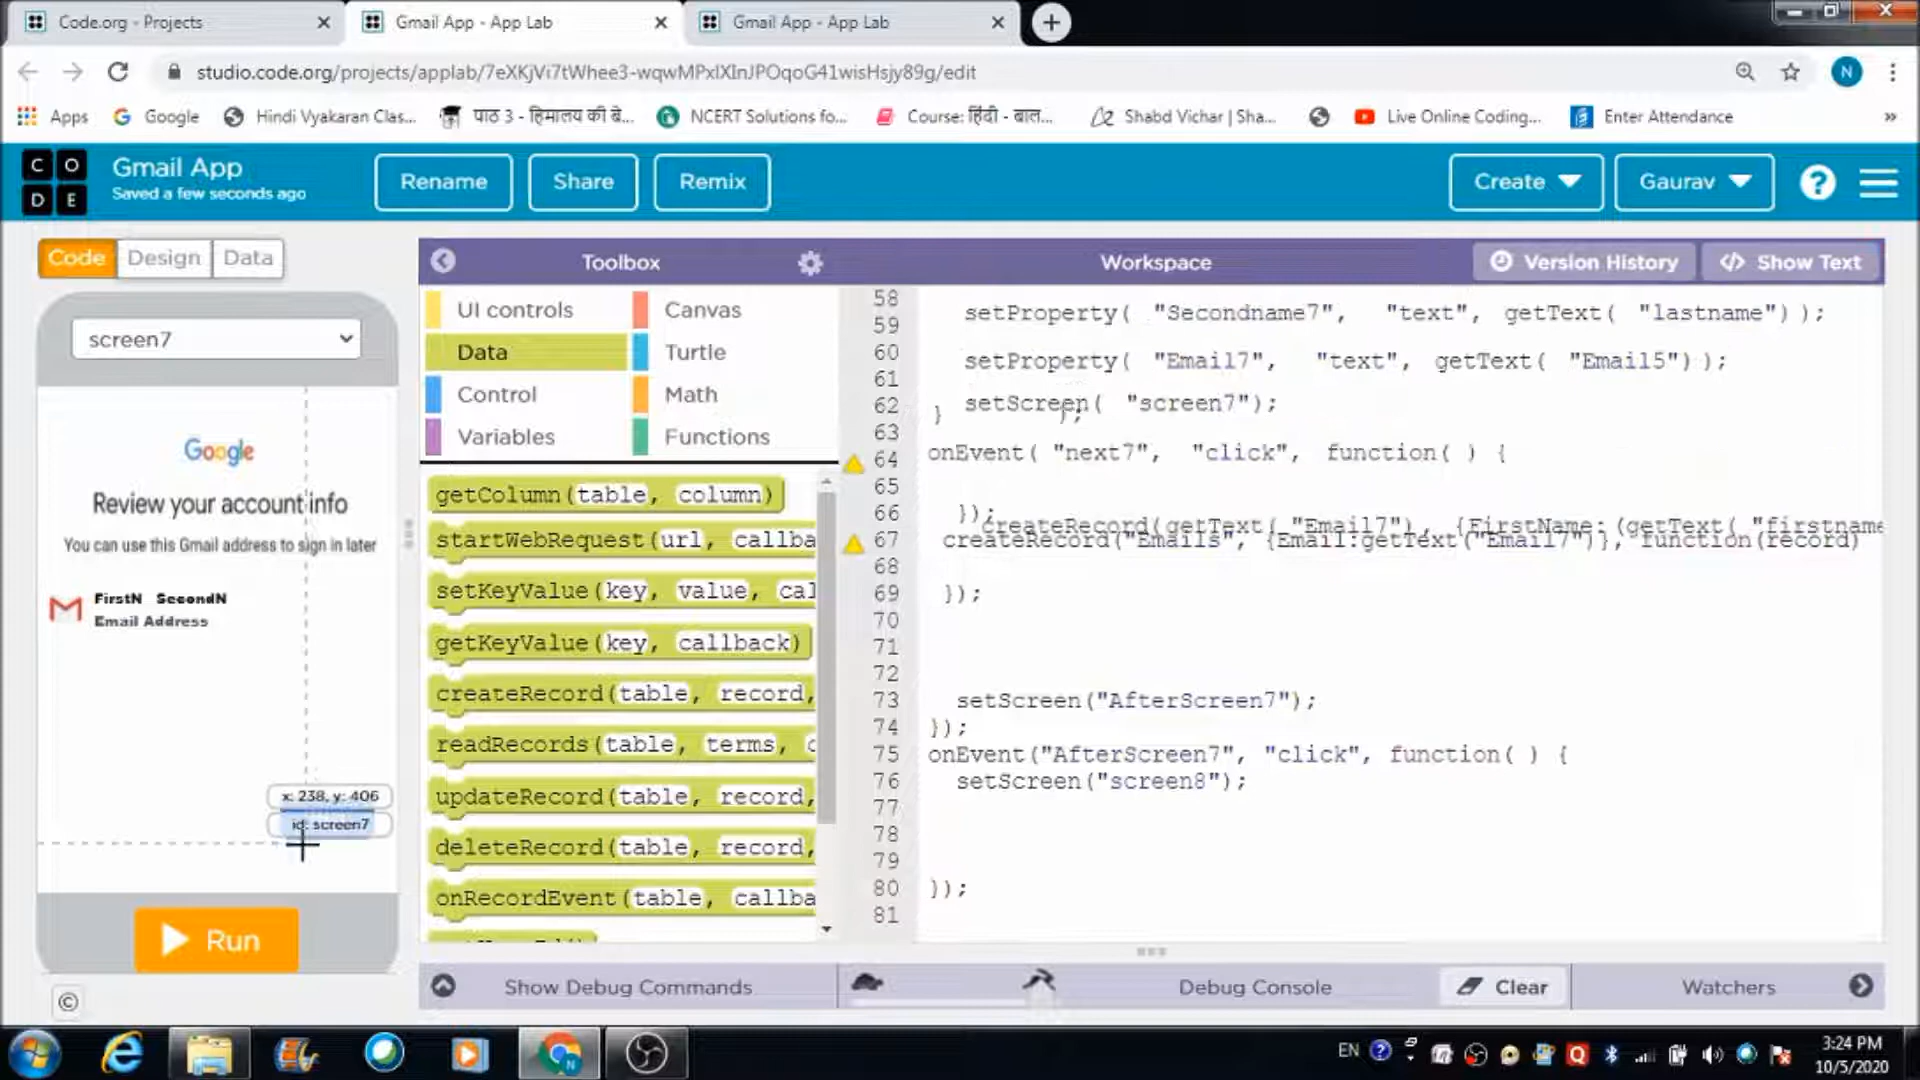 Code.org - Projects
Gmail App - App Lab
Gmail App - App Lab
studio.code.org/projects/applab/7eXKjVi7tWhee3-wqwMPxlXInJPOqoG41wisHsjy89g/edit
N
Apps
Google
Hindi Vyakaran Clas...
पाठ 3 - हिमालय की बे...
NCERT Solutions fo...
Course: हिंदी - बाल...
Shabd Vichar | Sha...
Live Online Coding...
Enter Attendance
»
C O
D E
Gmail App
Saved a few seconds ago
Rename
Share
Remix
Create
Gaurav
?
Code
Design
Data
Toolbox
Workspace
Version History
Show Text
screen7
Google
Review your account info
You can use this Gmail address to sign in later
FirstN SecondN
Email Address
x: 238, y: 406
id: screen7
Run
©
UI controls
Canvas
Data
Turtle
Control
Math
Variables
Functions
getColumn(table, column)
startWebRequest(url, callba
setKeyValue(key, value, cal
getKeyValue(key, callback)
createRecord(table, record,
readRecords(table, terms, c
updateRecord(table, record,
deleteRecord(table, record,
onRecordEvent(table, callba
58
59 setProperty( "Secondname7", "text", getText( "lastname") );
60 setProperty( "Email7", "text", getText( "Email5") );
61
62 setScreen( "screen7");
} );
63
64 onEvent( "next7", "click", function( ) {
65
66 });
createRecord(getText( "Email7"), {FirstName:(getText( "firstname
67 createRecord("Emails", {Email:getText("Email7")}, function(record)
68
69 });
70
71
72
73 setScreen("AfterScreen7");
74 });
75 onEvent("AfterScreen7", "click", function( ) {
76 setScreen("screen8");
77
78
79
80 });
81
Show Debug Commands
Debug Console
Clear
Watchers
EN
3:24 PM
10/5/2020